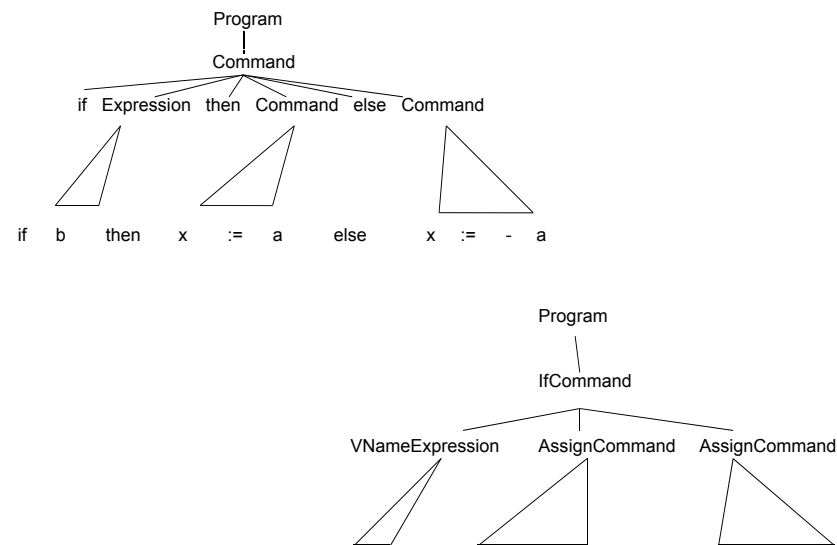 Program
Command
if Expression then Command else Command
if b then x := a else x := - a
Program
IfCommand
VNameExpression AssignCommand AssignCommand